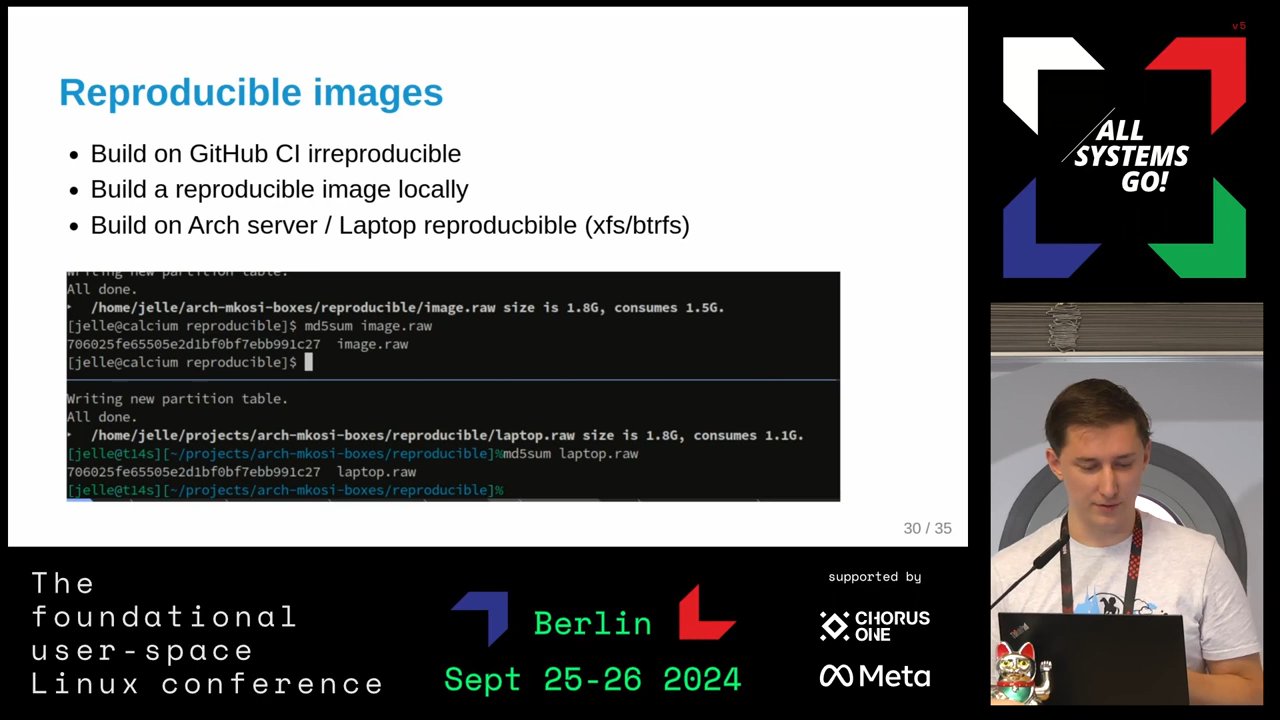 Reproducible images
Build on GitHub CI irreproducible
Build a reproducible image locally
Build on Arch server / Laptop reproducbible (xfs/btrfs)
Writing new partition table.
All done.
/home/jelle/arch-mkosi-boxes/reproducible/image.raw size is 1.8G, consumes 1.5G.
[jelle@calcium reproducible]$ md5sum image.raw
706025fe65505e2d1bf0bf7ebb991c27  image.raw
[jelle@calcium reproducible]$
Writing new partition table.
All done.
/home/jelle/projects/arch-mkosi-boxes/reproducible/laptop.raw size is 1.8G, consumes 1.1G.
[jelle@t14s][~/projects/arch-mkosi-boxes/reproducible]%md5sum laptop.raw
706025fe65505e2d1bf0bf7ebb991c27  laptop.raw
[jelle@t14s][~/projects/arch-mkosi-boxes/reproducible]%
30 / 35
v5
ALL
SYSTEMS
GO!
The
foundational
user-space
Linux conference
Berlin
Sept 25-26 2024
supported by
CHORUS
ONE
Meta
ThinkPad